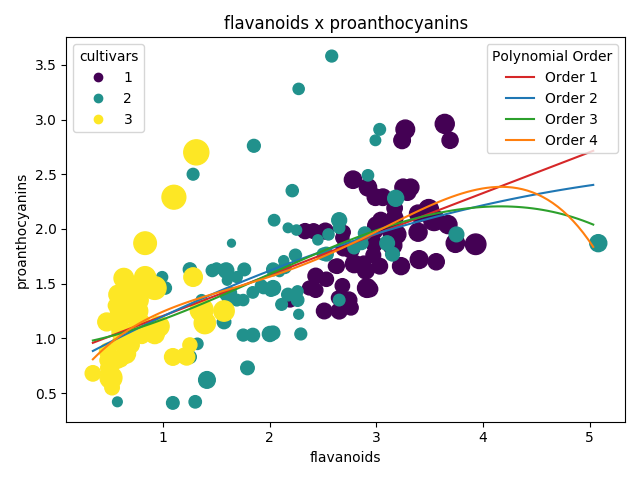 flavanoids x proanthocyanins
cultivars
1
2
3
Polynomial Order
Order 1
Order 2
Order 3
Order 4
proanthocyanins
3.5
3.0
2.5
2.0
1.5
1.0
0.5
1 2 3 4 5
flavanoids